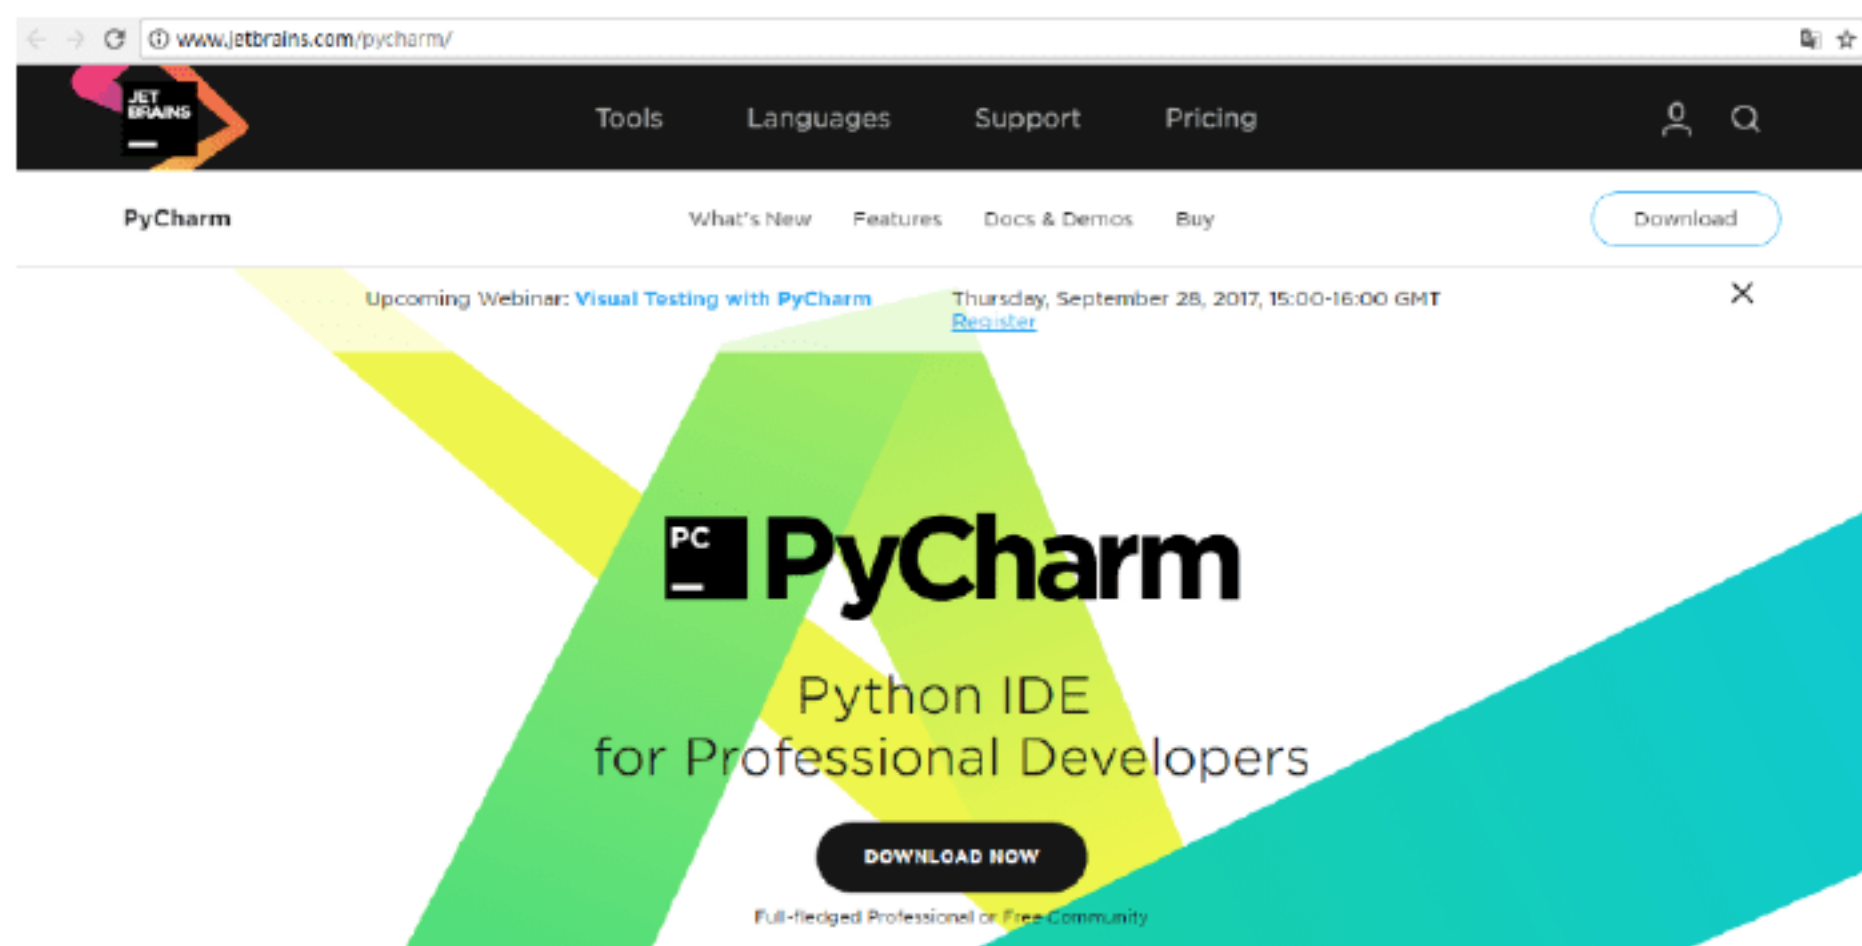 www.jetbrains.com/pycharm/
JET
BRAINS
Tools Languages Support Pricing
PyCharm What's New Features Docs & Demos Buy Download
Upcoming Webinar: Visual Testing with PyCharm Thursday, September 28, 2017, 15:00-16:00 GMT
Register
PC
PyCharm
Python IDE
for Professional Developers
DOWNLOAD NOW
Full-fledged Professional or Free Community